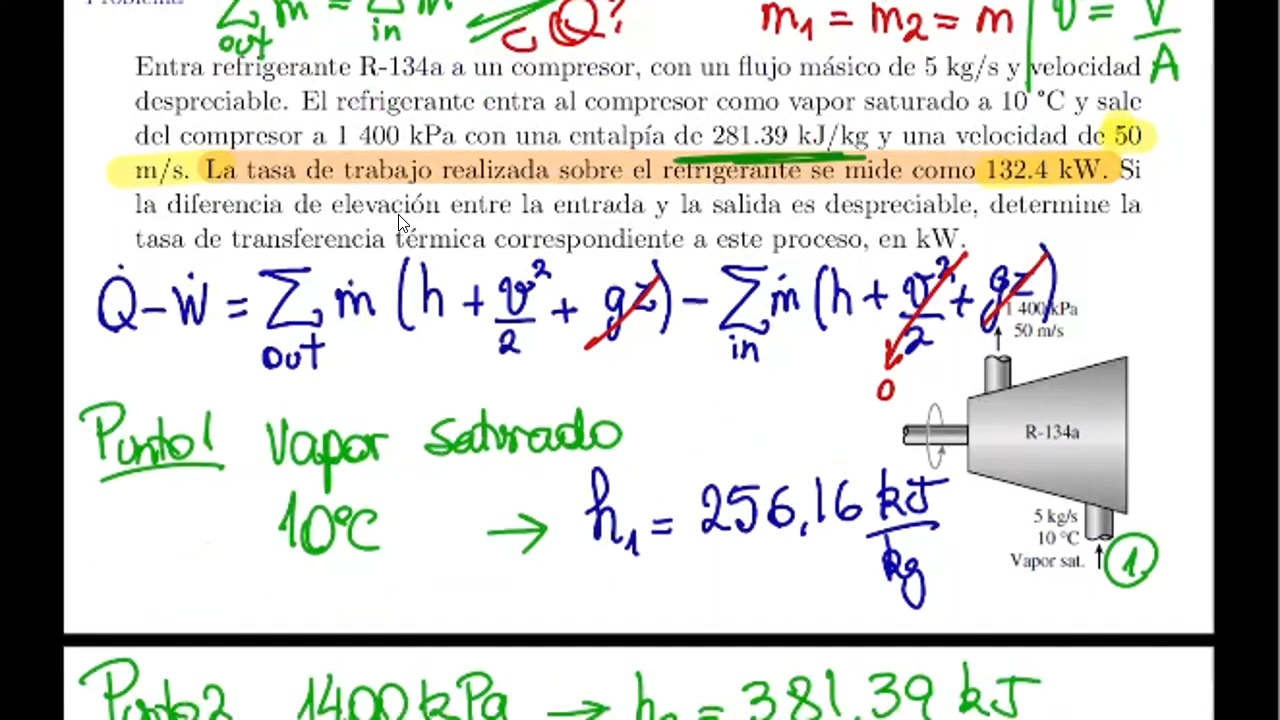 Problema
∑ ṁ = ∑ ṁ
out in
Q?
m₁ = m₂ = m
v = V/A
Entra refrigerante R-134a a un compresor, con un flujo másico de 5 kg/s y velocidad
despreciable. El refrigerante entra al compresor como vapor saturado a 10 °C y sale
del compresor a 1 400 kPa con una entalpía de 281.39 kJ/kg y una velocidad de 50
m/s. La tasa de trabajo realizada sobre el refrigerante se mide como 132.4 kW. Si
la diferencia de elevación entre la entrada y la salida es despreciable, determine la
tasa de transferencia térmica correspondiente a este proceso, en kW.
Q̇ - Ẇ = ∑ ṁ (h + v²/2 + gz) - ∑ ṁ (h + v²/2 + gz)
out in
0
1 400 kPa
50 m/s
Punto 1 Vapor saturado
R-134a
10°C → h₁ = 256,16 kJ/kg
5 kg/s
10 °C
Vapor sat.
1
Punto 2 1400 kPa → h₂ = 381,39 kJ